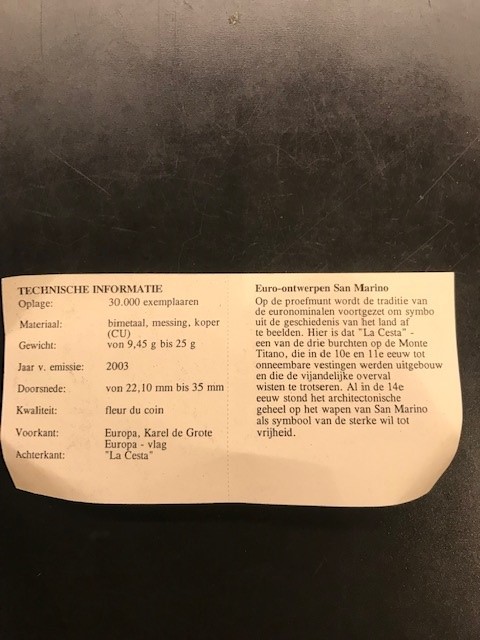 TECHNISCHE INFORMATIE
Oplage: 30.000 exemplaaren
Materiaal: bimetaal, messing, koper
(CU)
Gewicht: von 9,45 g bis 25 g
Jaar v. emissie: 2003
Doorsnede: von 22,10 mm bis 35 mm
Kwaliteit: fleur du coin
Voorkant: Europa, Karel de Grote
Europa - vlag
Achterkant: "La Cesta"
Euro-ontwerpen San Marino
Op de proefmunt wordt de traditie van
de euronominalen voortgezet om symbo
uit de geschiedenis van het land af
te beelden. Hier is dat "La Cesta" -
een van de drie burchten op de Monte
Titano, die in de 10e en 11e eeuw tot
onneembare vestingen werden uitgebouw
en die de vijandelijke overval
wisten te trotseren. Al in de 14e
eeuw stond het architectonische
geheel op het wapen van San Marino
als symbool van de sterke wil tot
vrijheid.